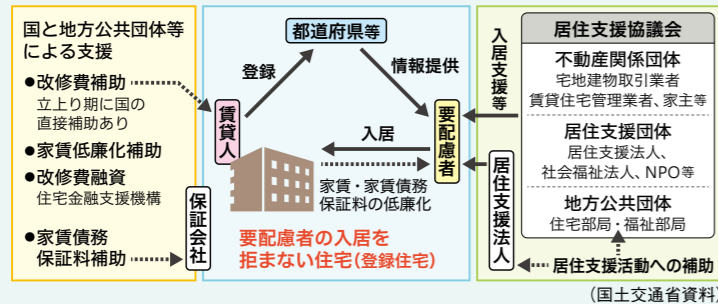 国と地方公共団体等
による支援
●改修費補助
立上り期に国の
直接補助あり
●家賃低廉化補助
●改修費融資
住宅金融支援機構
●家賃債務
保証料補助
都道府県等
登録
情報提供
賃貸人
要配慮者
入居
家賃・家賃債務
保証料の低廉化
保証会社
要配慮者の入居を
拒まない住宅(登録住宅)
入居支援等
居住支援法人
居住支援協議会
不動産関係団体
宅地建物取引業者
賃貸住宅管理業者、家主等
居住支援団体
居住支援法人、
社会福祉法人、NPO等
地方公共団体
住宅部局・福祉部局
居住支援活動への補助
(国土交通省資料)